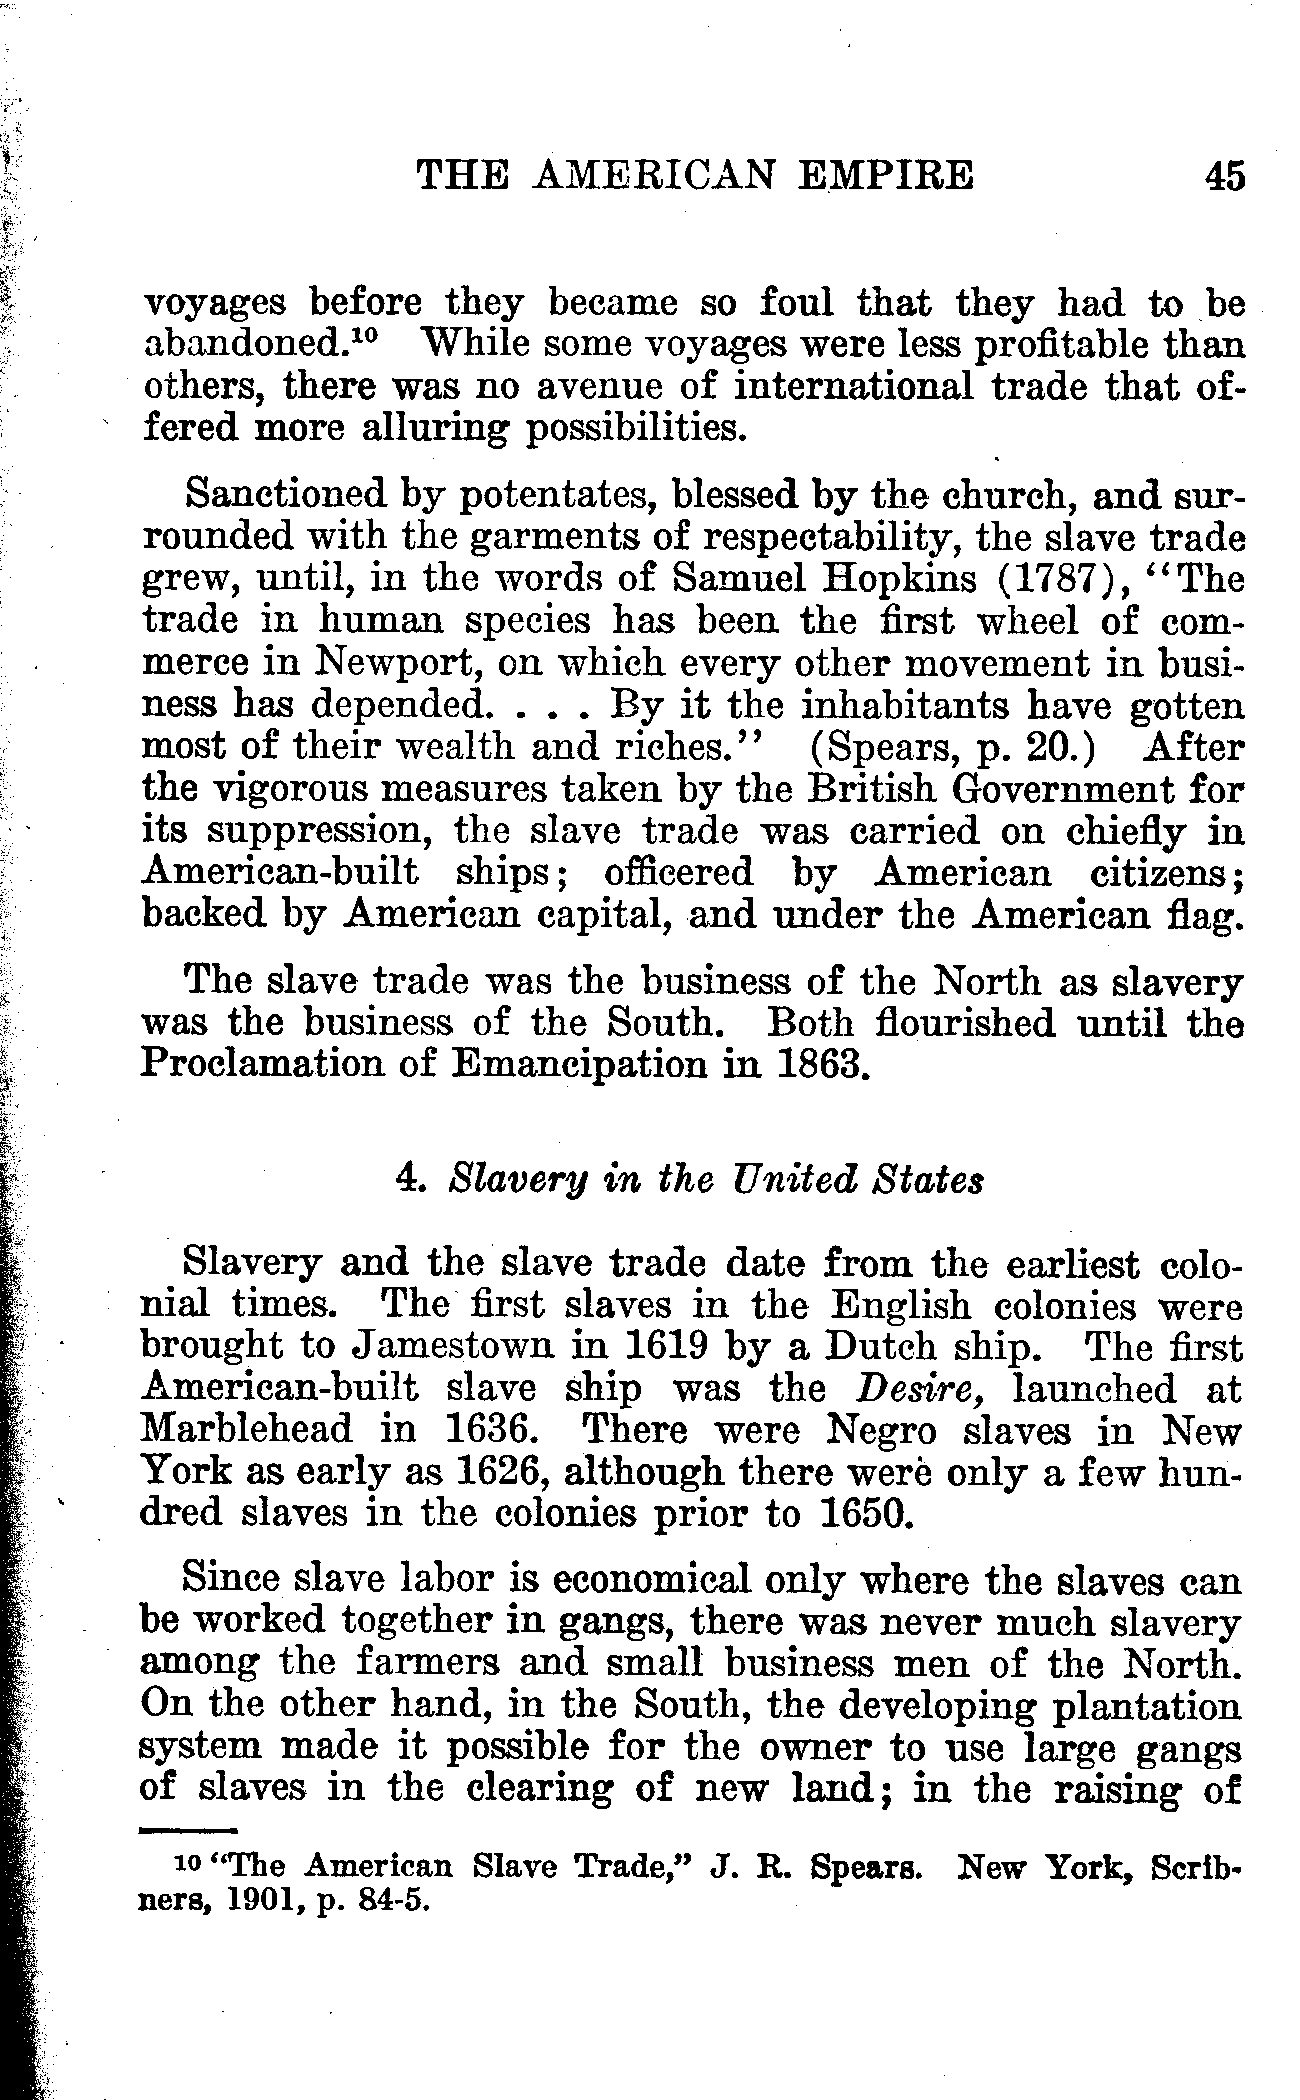 THE AMERICAN EMPIRE 45
voyages before they became so foul that they had to be
abandoned.¹⁰ While some voyages were less profitable than
others, there was no avenue of international trade that of-
fered more alluring possibilities.
Sanctioned by potentates, blessed by the church, and sur-
rounded with the garments of respectability, the slave trade
grew, until, in the words of Samuel Hopkins (1787), “The
trade in human species has been the first wheel of com-
merce in Newport, on which every other movement in busi-
ness has depended. . . . By it the inhabitants have gotten
most of their wealth and riches.” (Spears, p. 20.) After
the vigorous measures taken by the British Government for
its suppression, the slave trade was carried on chiefly in
American-built ships; officered by American citizens;
backed by American capital, and under the American flag.
The slave trade was the business of the North as slavery
was the business of the South. Both flourished until the
Proclamation of Emancipation in 1863.
4. Slavery in the United States
Slavery and the slave trade date from the earliest colo-
nial times. The first slaves in the English colonies were
brought to Jamestown in 1619 by a Dutch ship. The first
American-built slave ship was the Desire, launched at
Marblehead in 1636. There were Negro slaves in New
York as early as 1626, although there were only a few hun-
dred slaves in the colonies prior to 1650.
Since slave labor is economical only where the slaves can
be worked together in gangs, there was never much slavery
among the farmers and small business men of the North.
On the other hand, in the South, the developing plantation
system made it possible for the owner to use large gangs
of slaves in the clearing of new land; in the raising of
¹⁰ “The American Slave Trade,” J. R. Spears. New York, Scrib-
ners, 1901, p. 84-5.